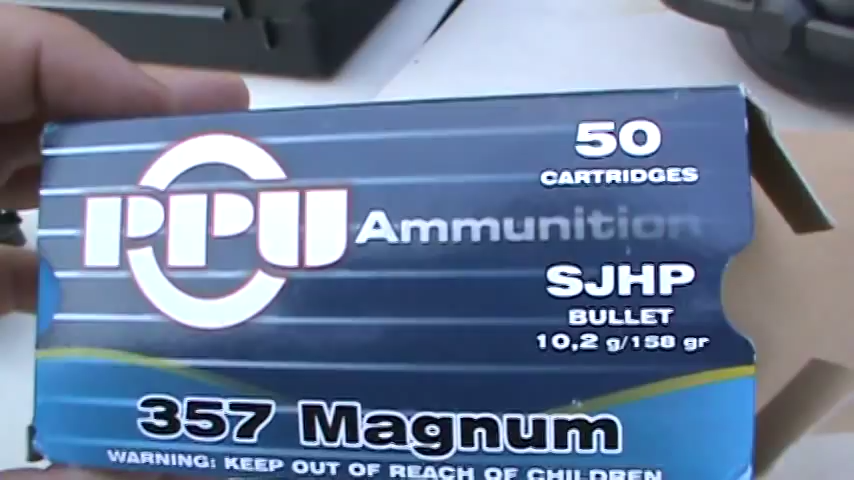 50
CARTRIDGES
PPU Ammunition
SJHP
BULLET
10,2 g/158 gr
357 Magnum
WARNING: KEEP OUT OF REACH OF CHILDREN